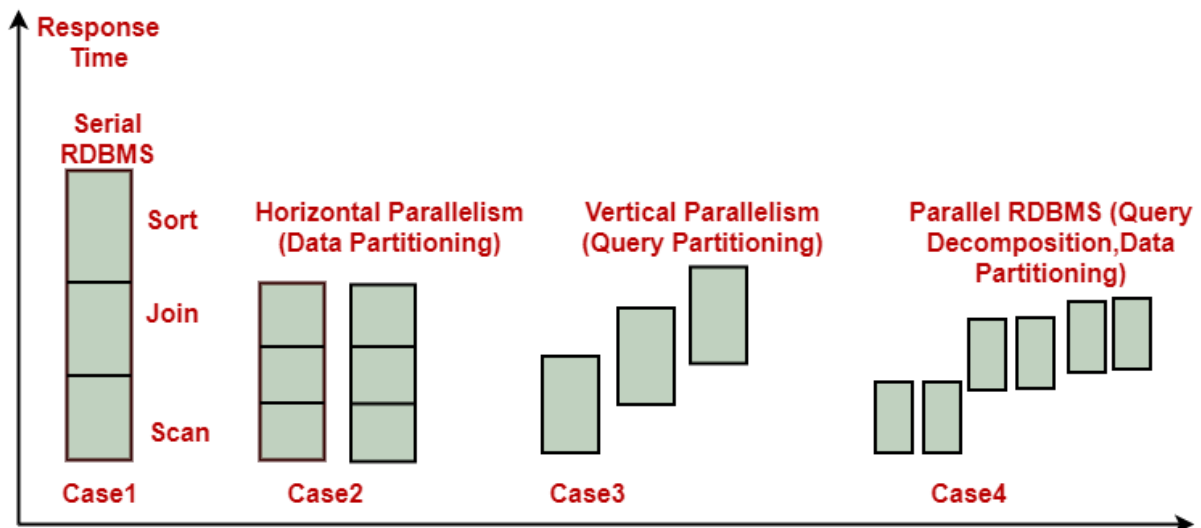 Response
Time
Serial
RDBMS
Sort
Join
Scan
Horizontal Parallelism
(Data Partitioning)
Vertical Parallelism
(Query Partitioning)
Parallel RDBMS (Query
Decomposition,Data
Partitioning)
Case1
Case2
Case3
Case4